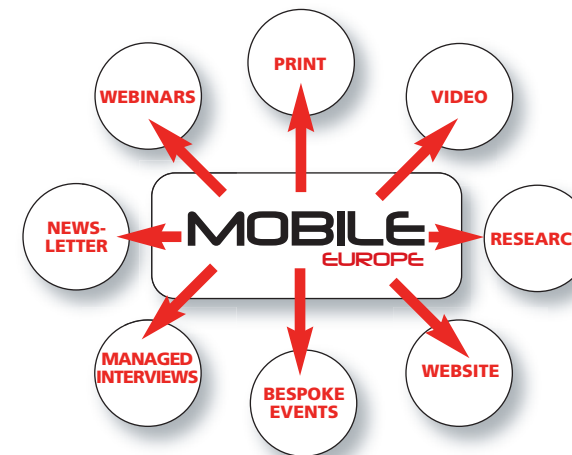 PRINT
WEBINARS
VIDEO
MOBILE
EUROPE
NEWS-
LETTER
RESEARC
MANAGED
INTERVIEWS
WEBSITE
BESPOKE
EVENTS